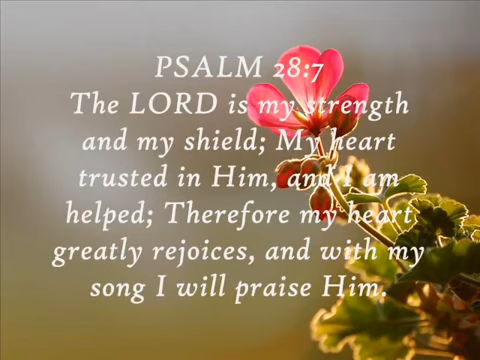 PSALM 28:7
The LORD is my strength
and my shield; My heart
trusted in Him, and I am
helped; Therefore my heart
greatly rejoices, and with my
song I will praise Him.